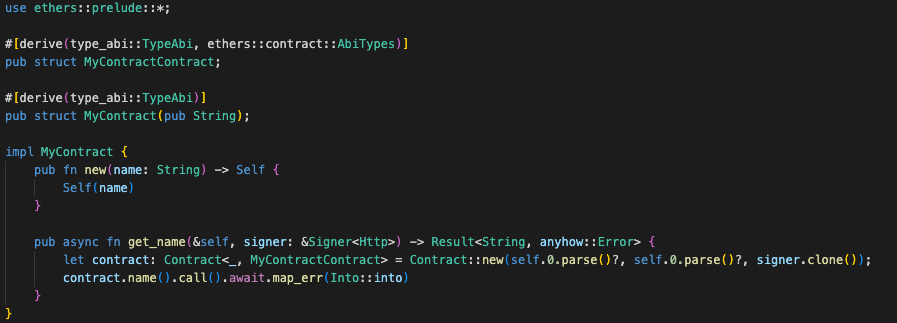 use ethers::prelude::*;

#[derive(type_abi::TypeAbi, ethers::contract::AbiTypes)]
pub struct MyContractContract;

#[derive(type_abi::TypeAbi)]
pub struct MyContract(pub String);

impl MyContract {
    pub fn new(name: String) -> Self {
        Self(name)
    }

    pub async fn get_name(&self, signer: &Signer<Http>) -> Result<String, anyhow::Error> {
        let contract: Contract<_, MyContractContract> = Contract::new(self.0.parse()?, self.0.parse()?, signer.clone());
        contract.name().call().await.map_err(Into::into)
    }
}